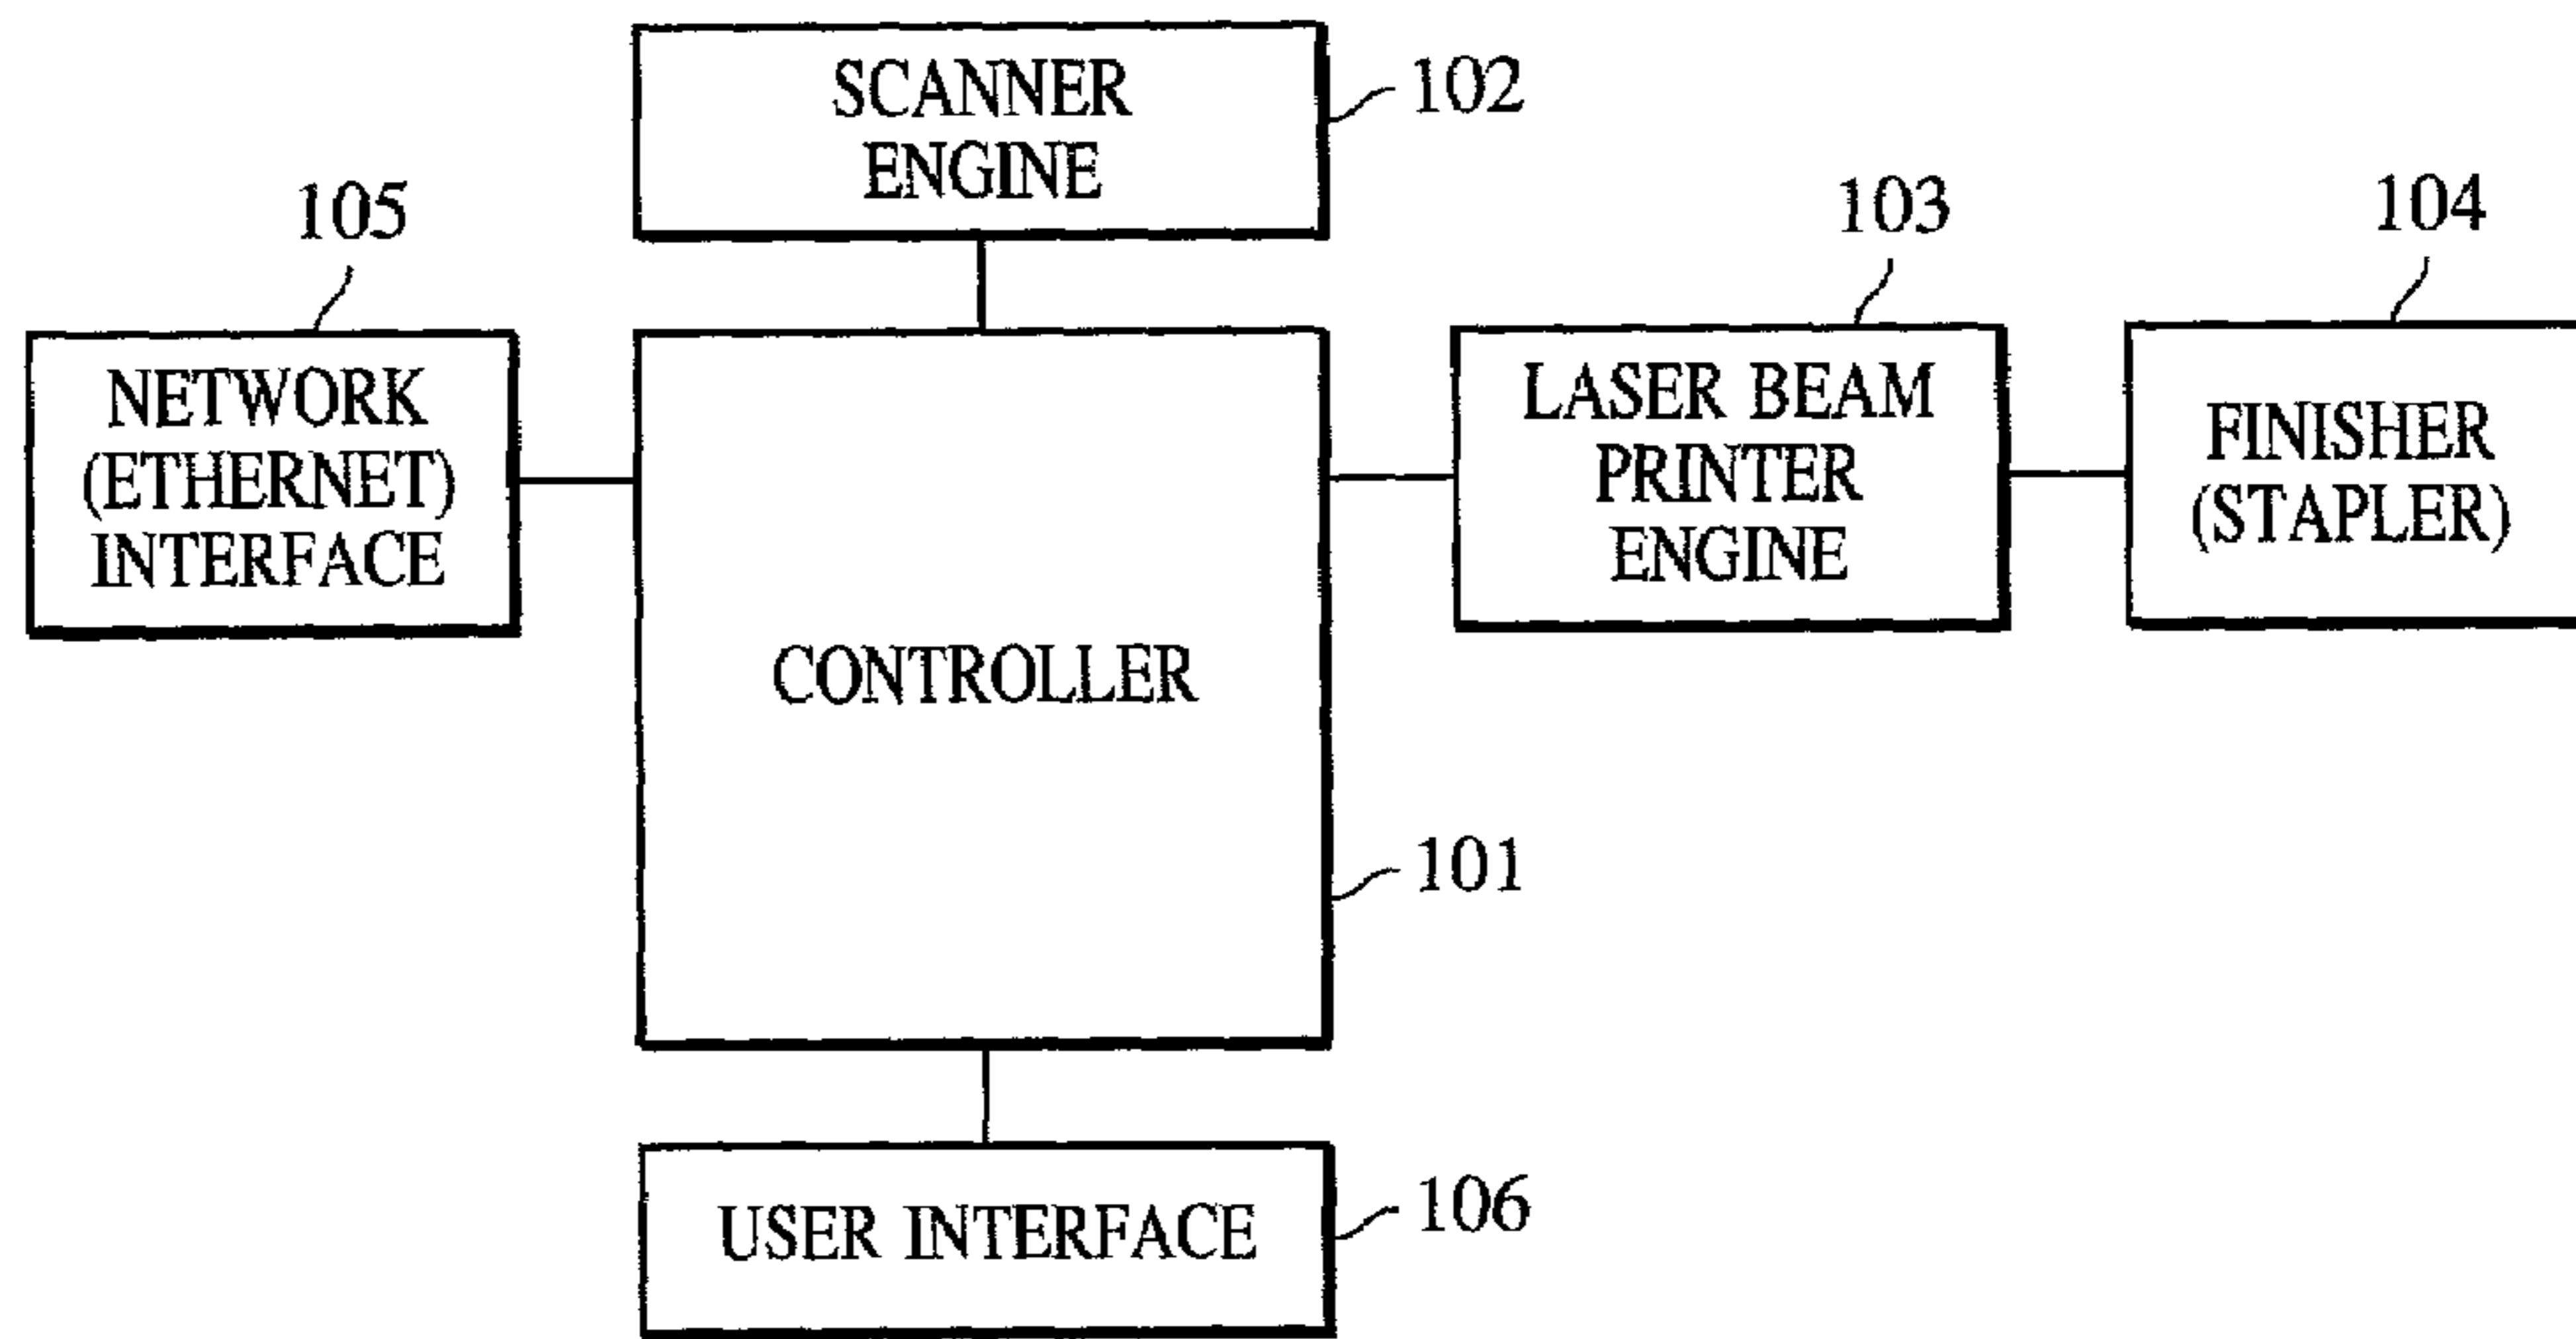 SCANNER
ENGINE
102
105
103
104
NETWORK
(ETHERNET)
INTERFACE
CONTROLLER
101
LASER BEAM
PRINTER
ENGINE
FINISHER
(STAPLER)
USER INTERFACE
106